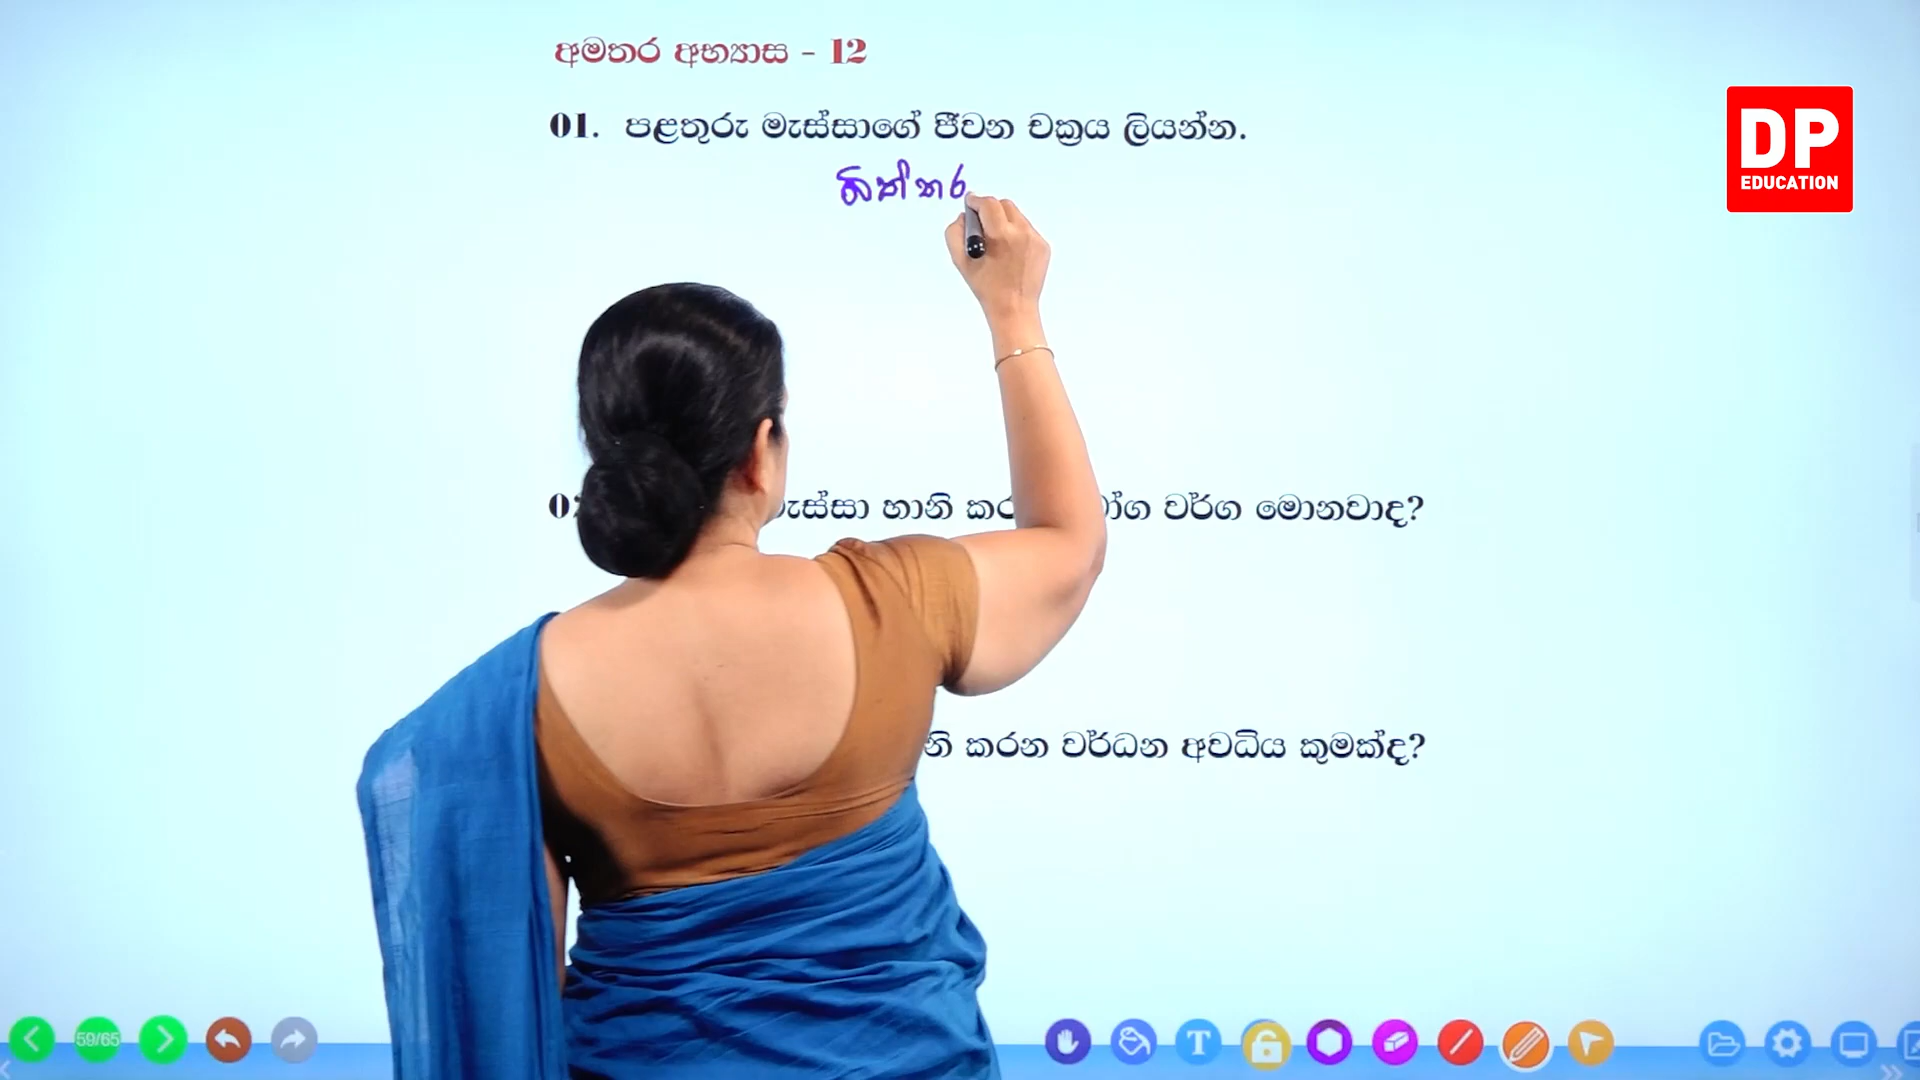 අමතර අභ්‍යාස - 12
01. පළතුරු මැස්සාගේ ජීවන චක්‍රය ලියන්න.
බිත්තර
DP
EDUCATION
හානි වර්ග මොනවාද?
කරන වර්ධන අවධිය කුමක්ද?
59/65
T